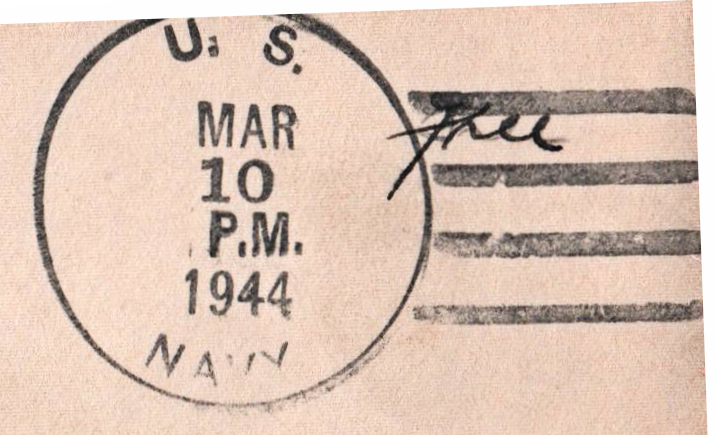 U. S.
MAR
10
P.M.
1944
NAVY
Free